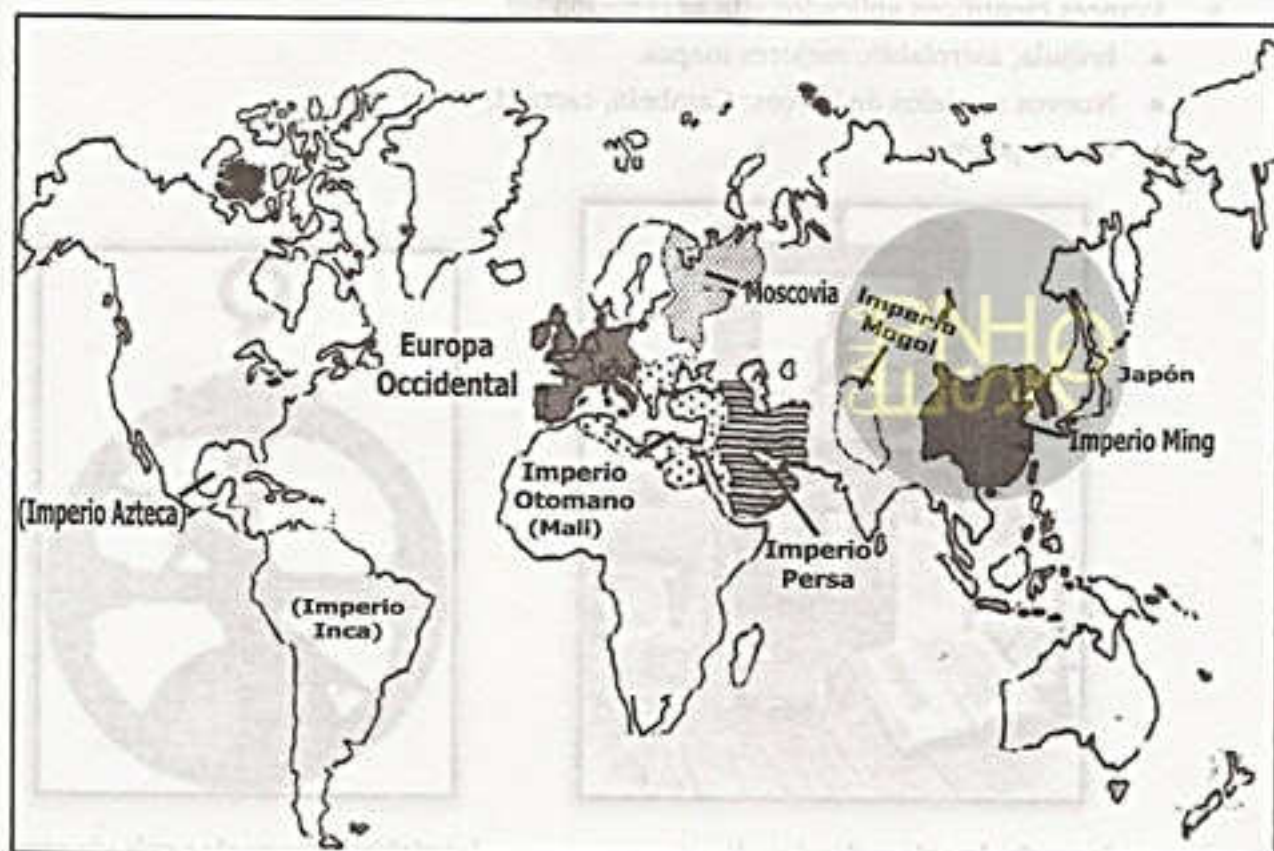 Moscovia
Imperio
Mogol
Europa
Occidental
Japón
Imperio Ming
(Imperio Azteca)
Imperio
Otomano
(Mali)
Imperio
Persa
(Imperio
Inca)